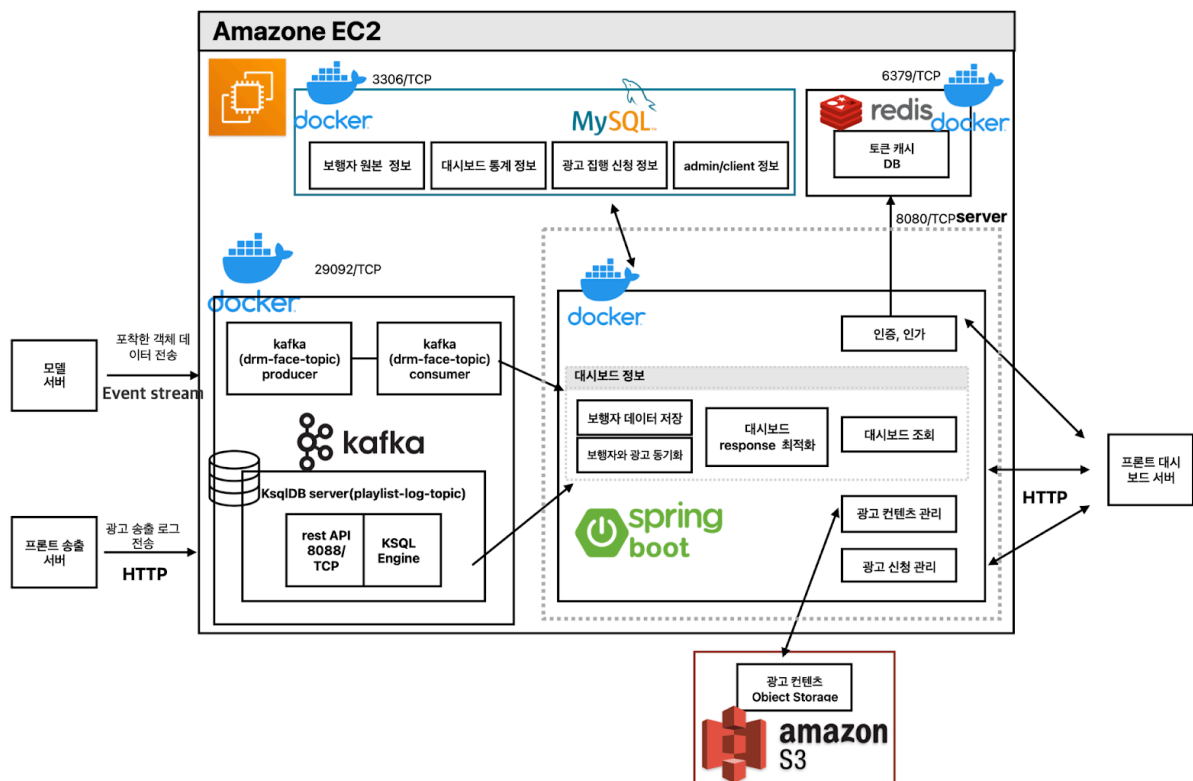 Amazone EC2
3306/TCP
docker
MySQL
보행자 원본 정보
대시보드 통계 정보
광고 집행 신청 정보
admin/client 정보
6379/TCP
redis
docker
토큰 캐시
DB
8080/TCP
server
29092/TCP
docker
kafka
(drm-face-topic)
producer
kafka
(drm-face-topic)
consumer
kafka
KsqlDB server(playlist-log-topic)
rest API
8088/
TCP
KSQL
Engine
모델
서버
포착한 객체 데
이터 전송
Event stream
프론트 송출
서버
광고 송출 로그
전송
HTTP
docker
인증, 인가
대시보드 정보
보행자 데이터 저장
보행자와 광고 동기화
대시보드
response 최적화
대시보드 조회
spring
boot
광고 컨텐츠 관리
광고 신청 관리
HTTP
프론트 대시
보드 서버
광고 컨텐츠
Object Storage
amazon
S3